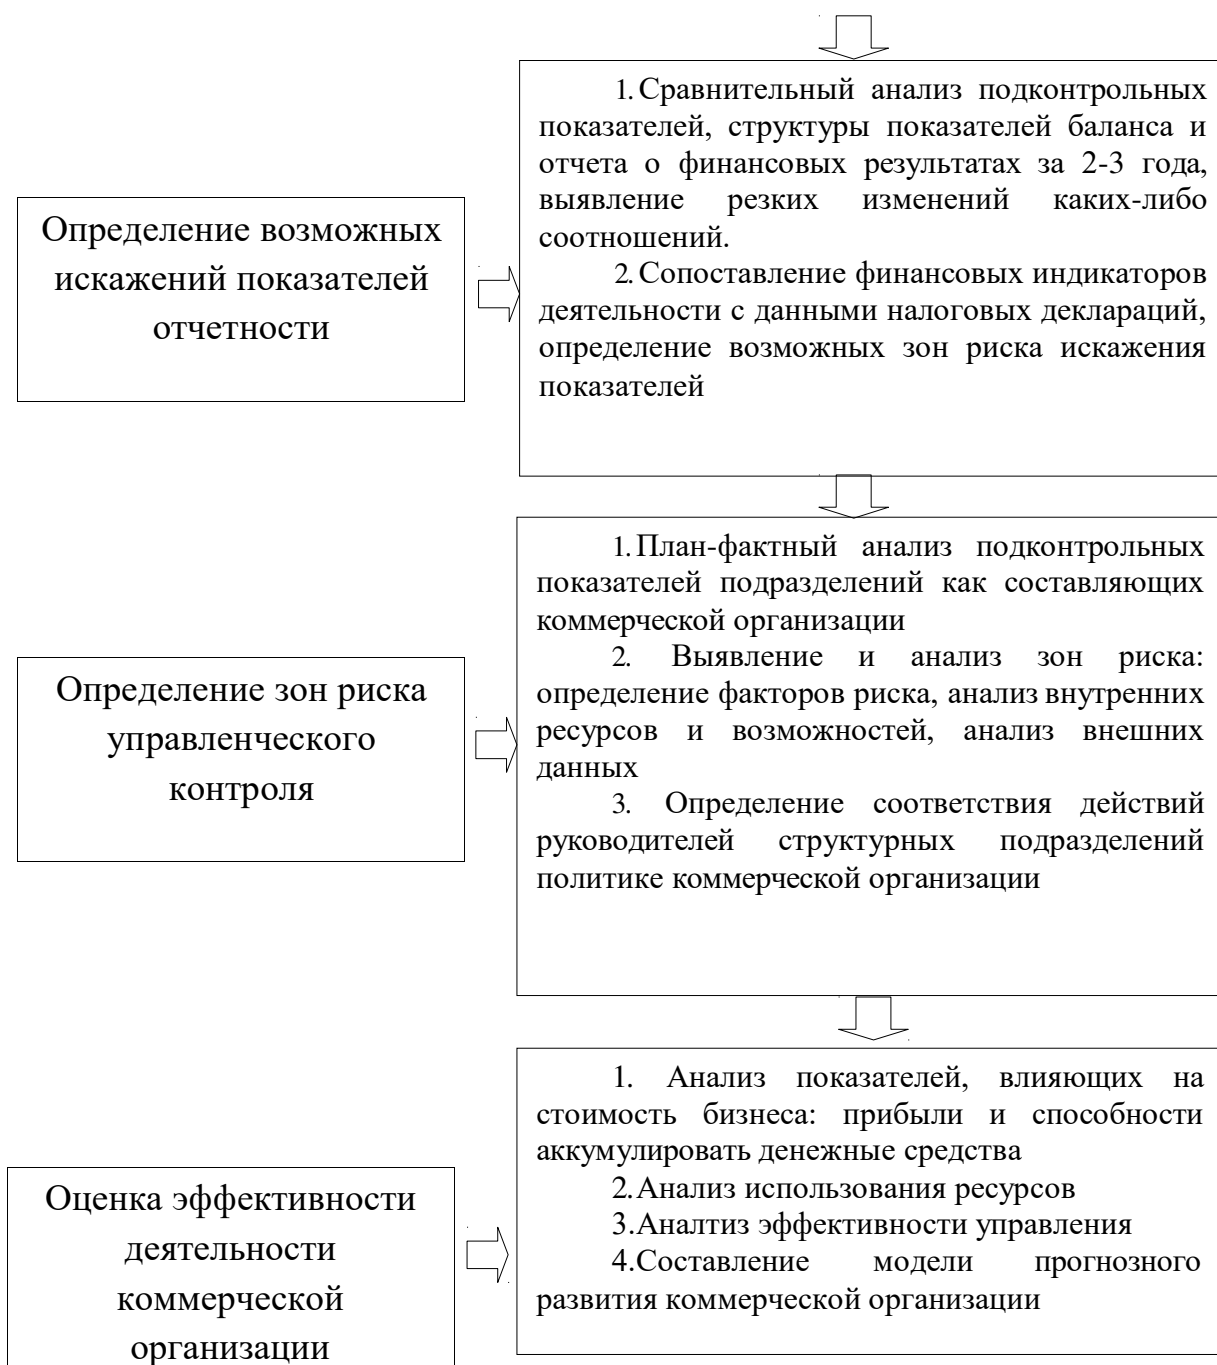 1. Сравнительный анализ подконтрольных
показателей, структуры показателей баланса и
отчета о финансовых результатах за 2-3 года,
выявление резких изменений каких-либо
соотношений.
2. Сопоставление финансовых индикаторов
деятельности с данными налоговых деклараций,
определение возможных зон риска искажения
показателей
Определение возможных
искажений показателей
отчетности
1. План-фактный анализ подконтрольных
показателей подразделений как составляющих
коммерческой организации
2. Выявление и анализ зон риска:
определение факторов риска, анализ внутренних
ресурсов и возможностей, анализ внешних
данных
3. Определение соответствия действий
руководителей структурных подразделений
политике коммерческой организации
Определение зон риска
управленческого
контроля
1. Анализ показателей, влияющих на
стоимость бизнеса: прибыли и способности
аккумулировать денежные средства
2. Анализ использования ресурсов
3. Аналтиз эффективности управления
4. Составление модели прогнозного
развития коммерческой организации
Оценка эффективности
деятельности
коммерческой
организации